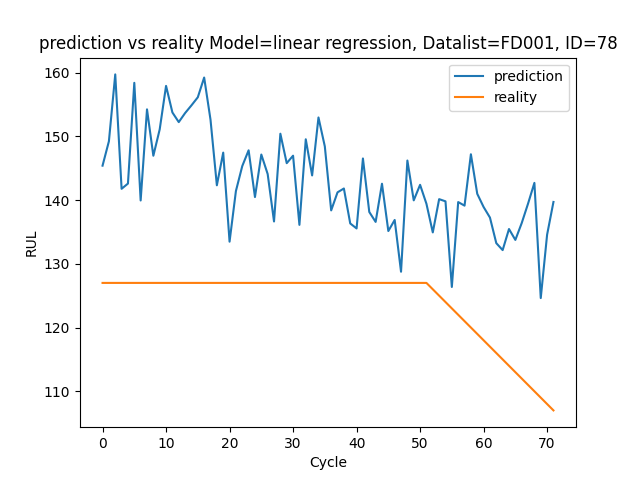 prediction vs reality Model=linear regression, Datalist=FD001, ID=78
prediction
reality
RUL
160
150
140
130
120
110
0 10 20 30 40 50 60 70
Cycle